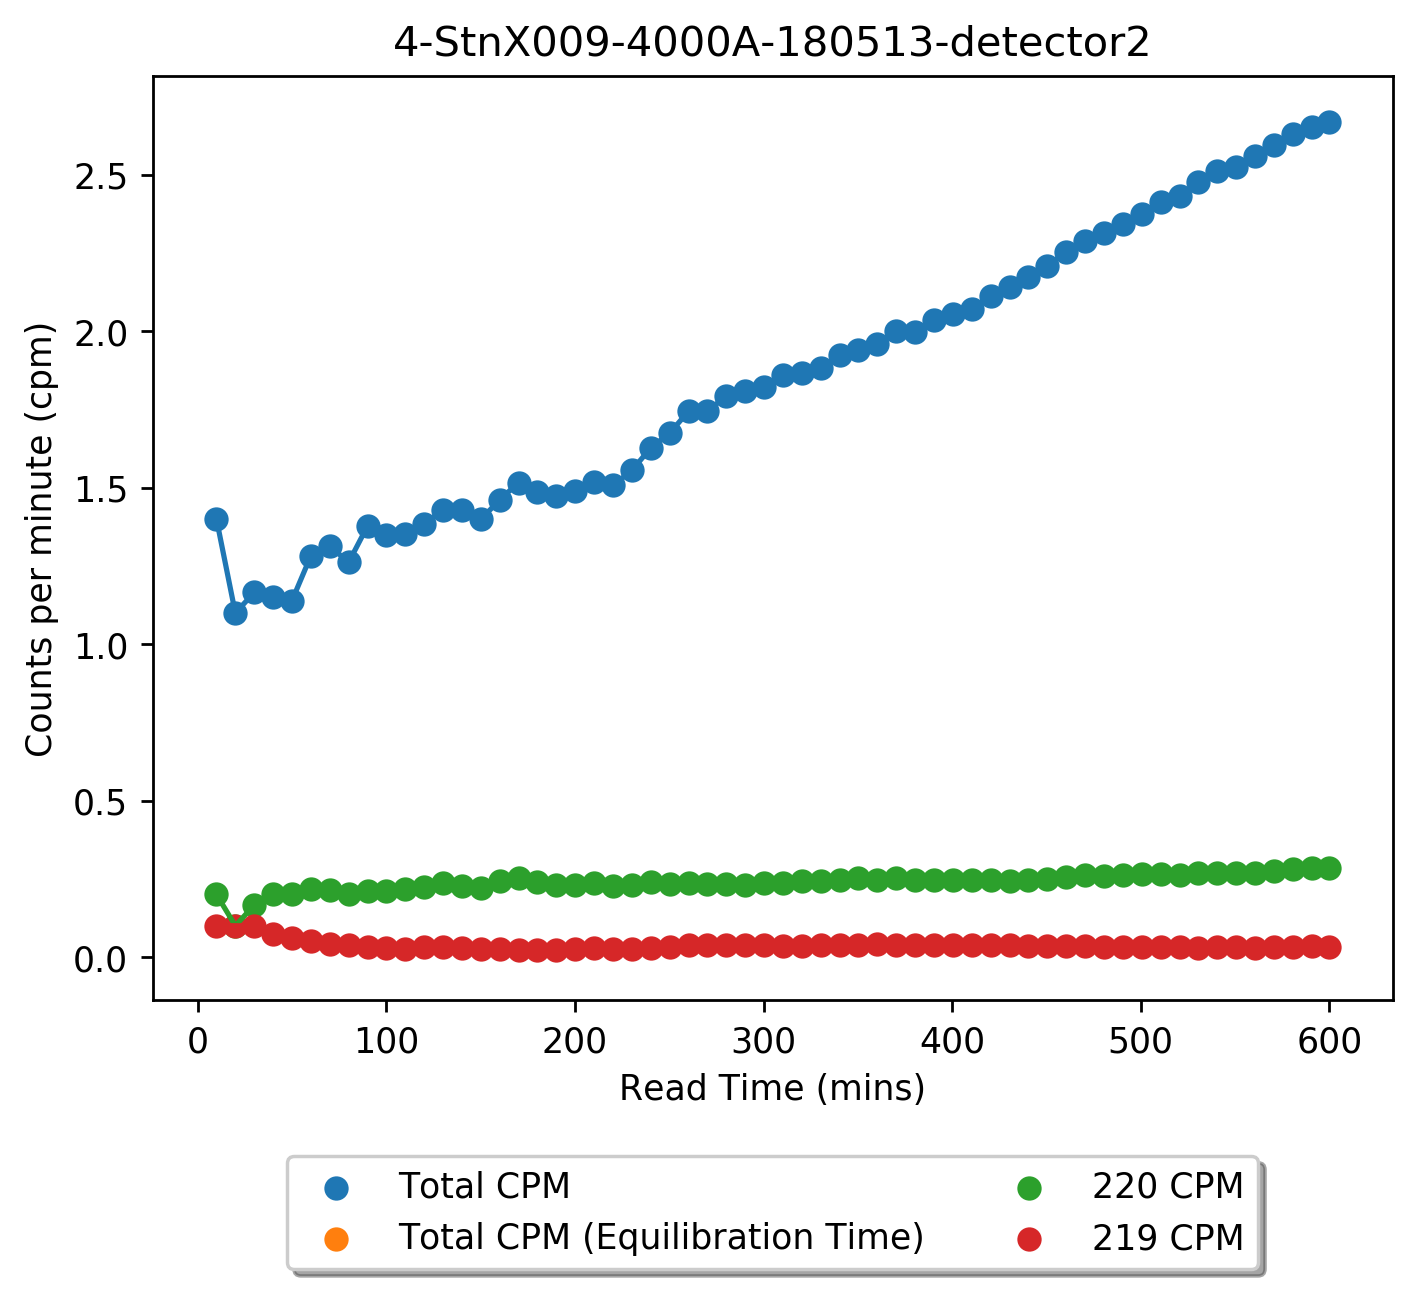 4-StnX009-4000A-180513-detector2
Counts per minute (cpm)
2.5
2.0
1.5
1.0
0.5
0.0
0 100 200 300 400 500 600
Read Time (mins)
Total CPM
Total CPM (Equilibration Time)
220 CPM
219 CPM